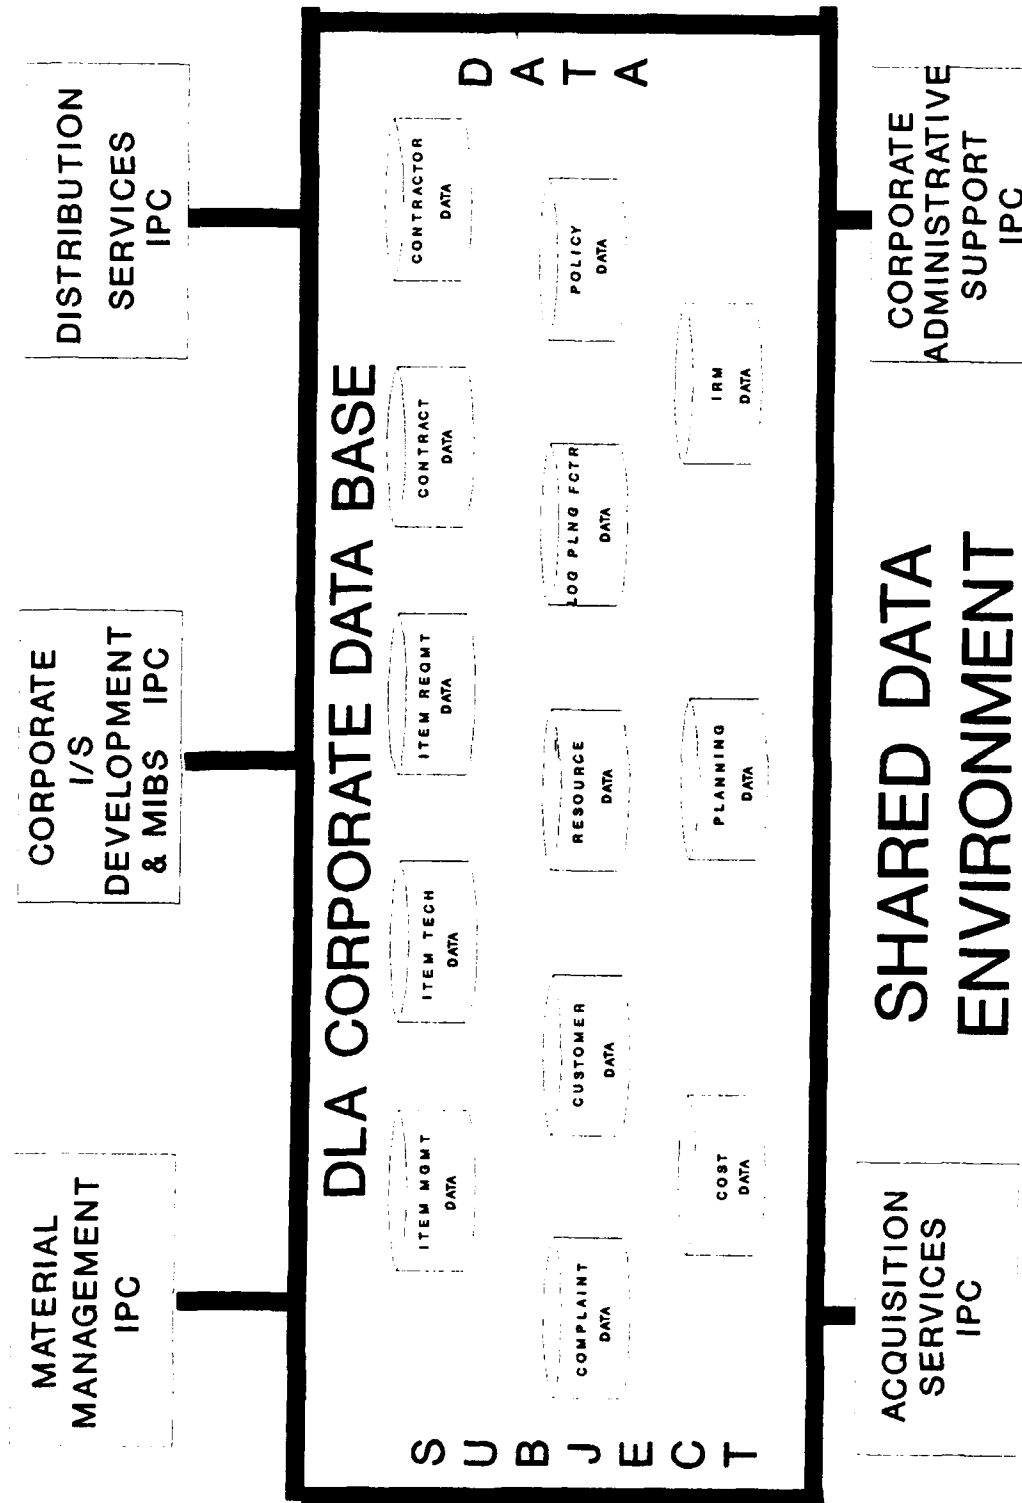 MATERIAL
MANAGEMENT
IPC
CORPORATE
I/S
DEVELOPMENT
& MIBS IPC
DISTRIBUTION
SERVICES
IPC
DLA CORPORATE DATA BASE
SUBJECT
ITEM MGMT
DATA
ITEM TECH
DATA
ITEM REQMT
DATA
CONTRACT
DATA
CONTRACTOR
DATA
COMPLAINT
DATA
CUSTOMER
DATA
RESOURCE
DATA
LOG PLNG FCTR
DATA
POLICY
DATA
COST
DATA
PLANNING
DATA
IRM
DATA
DATA
ACQUISITION
SERVICES
IPC
SHARED DATA
ENVIRONMENT
CORPORATE
ADMINISTRATIVE
SUPPORT
IPC